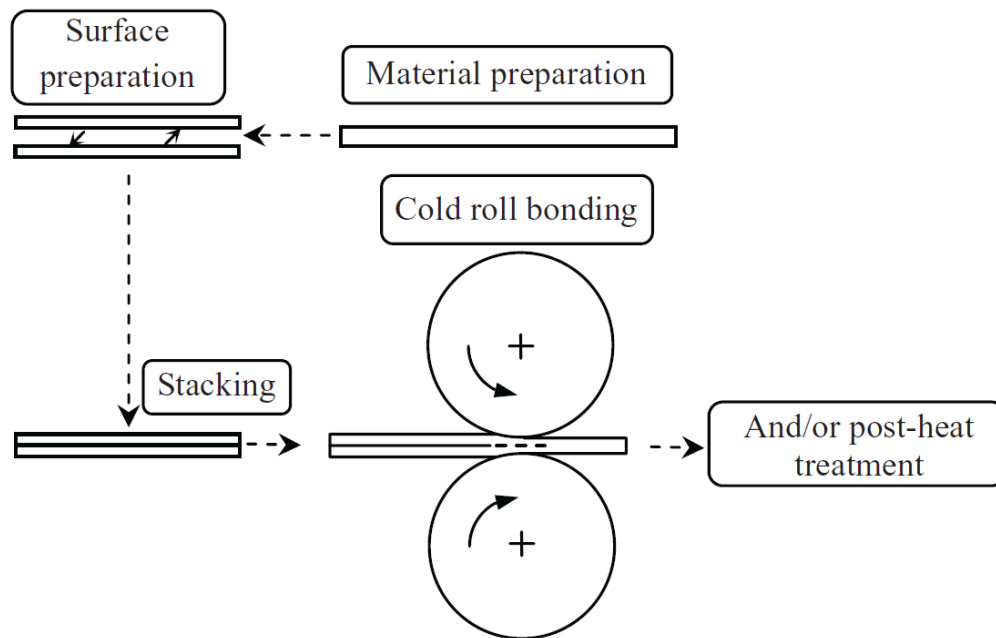 Surface
preparation
Material preparation
Cold roll bonding
Stacking
And/or post-heat
treatment